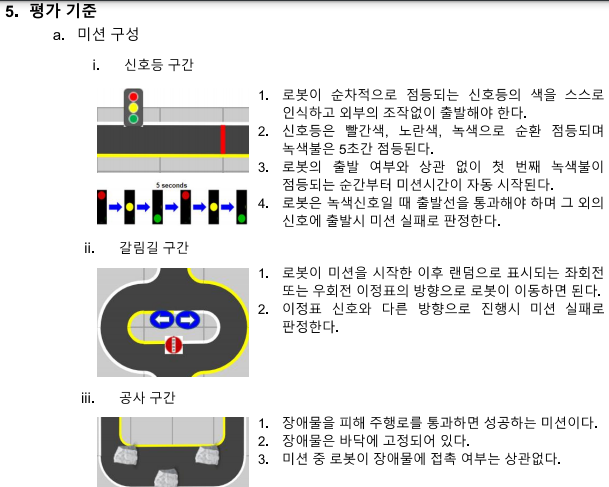 5. 평가 기준
a. 미션 구성
i. 신호등 구간
1. 로봇이 순차적으로 점등되는 신호등의 색을 스스로
인식하고 외부의 조작없이 출발해야 한다.
2. 신호등은 빨간색, 노란색, 녹색으로 순환 점등되며
녹색불은 5초간 점등된다.
3. 로봇의 출발 여부와 상관 없이 첫 번째 녹색불이
점등되는 순간부터 미션시간이 자동 시작된다.
4. 로봇은 녹색신호일 때 출발선을 통과해야 하며 그 외의
신호에 출발시 미션 실패로 판정한다.
5 seconds
ii. 갈림길 구간
1. 로봇이 미션을 시작한 이후 랜덤으로 표시되는 좌회전
또는 우회전 이정표의 방향으로 로봇이 이동하면 된다.
2. 이정표 신호와 다른 방향으로 진행시 미션 실패로
판정한다.
iii. 공사 구간
1. 장애물을 피해 주행로를 통과하면 성공하는 미션이다.
2. 장애물은 바닥에 고정되어 있다.
3. 미션 중 로봇이 장애물에 접촉 여부는 상관없다.